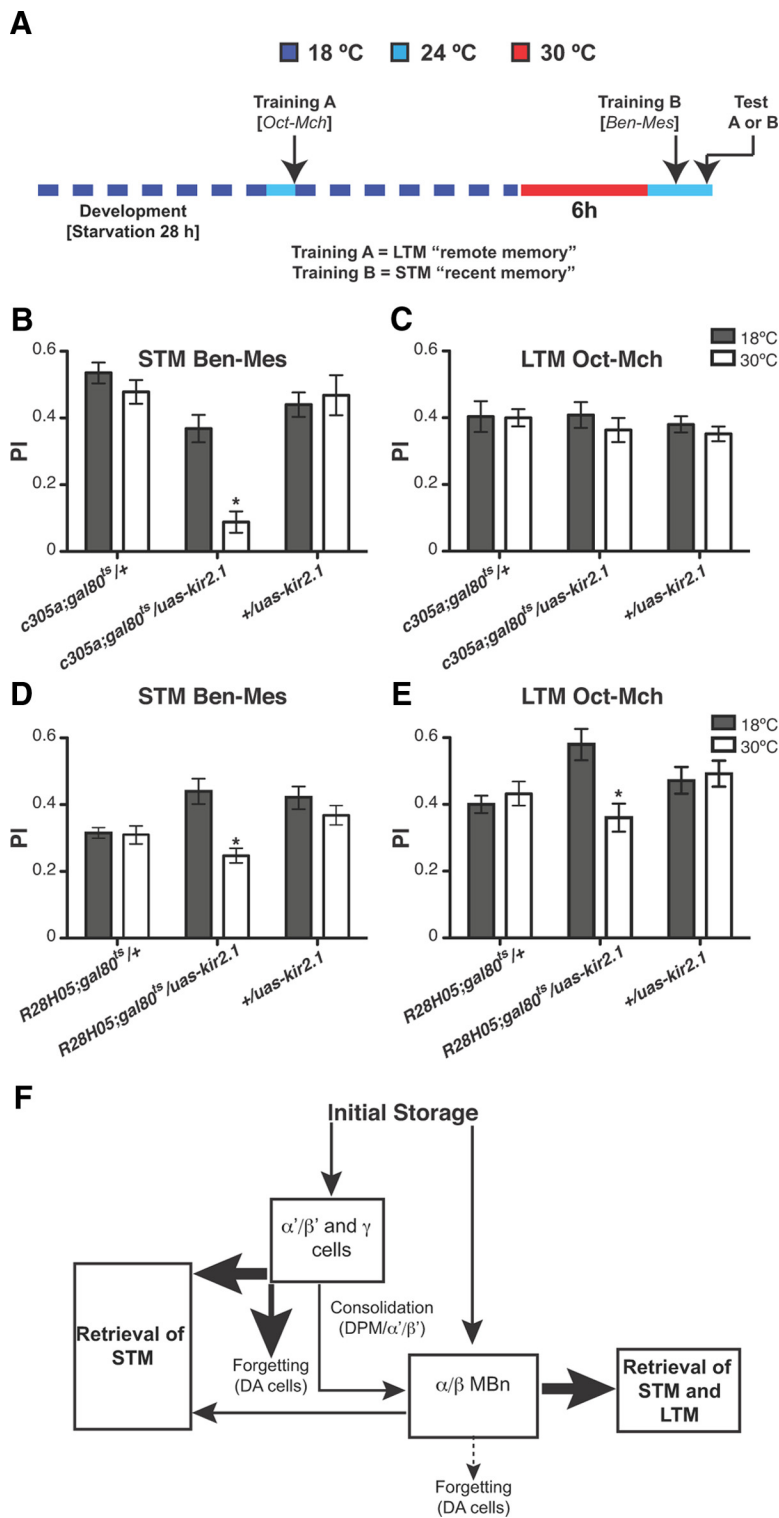 A
18 ºC 24 ºC 30 ºC
Training A
[Oct-Mch]
Training B
[Ben-Mes]
Test
A or B
Development
[Starvation 28 h]
6h
Training A = LTM “remote memory”
Training B = STM “recent memory”
B
STM Ben-Mes
PI
0.6
0.4
0.2
0
*
c305a;gal80ts/+
c305a;gal80ts/uas-kir2.1
+/uas-kir2.1
C
LTM Oct-Mch
18ºC
30ºC
PI
0.6
0.4
0.2
0
c305a;gal80ts/+
c305a;gal80ts/uas-kir2.1
+/uas-kir2.1
D
STM Ben-Mes
PI
0.6
0.4
0.2
0
*
R28H05;gal80ts/+
R28H05;gal80ts/uas-kir2.1
+/uas-kir2.1
E
LTM Oct-Mch
18ºC
30ºC
PI
0.6
0.4
0.2
0
*
R28H05;gal80ts/+
R28H05;gal80ts/uas-kir2.1
+/uas-kir2.1
F
Initial Storage
α’/β’ and γ
cells
Retrieval of
STM
Forgetting
(DA cells)
Consolidation
(DPM/α’/β’)
α/β MBn
Retrieval of
STM and
LTM
Forgetting
(DA cells)